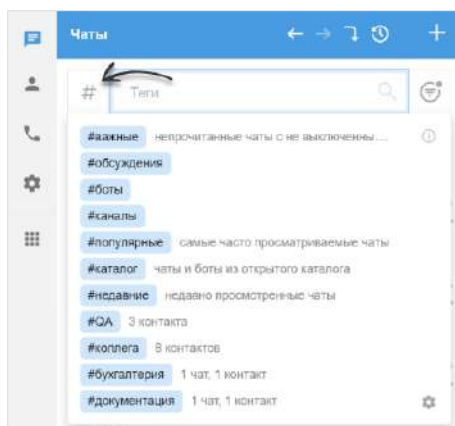 Чаты
# Теги
#важные непрочитанные чаты с не выключенны...
#обсуждения
#боты
#каналы
#популярные самые часто просматриваемые чаты
#каталог чаты и боты из открытого каталога
#недавние недавно просмотренные чаты
#QA 3 контакта
#коллега 8 контактов
#бухгалтерия 1 чат, 1 контакт
#документация 1 чат, 1 контакт